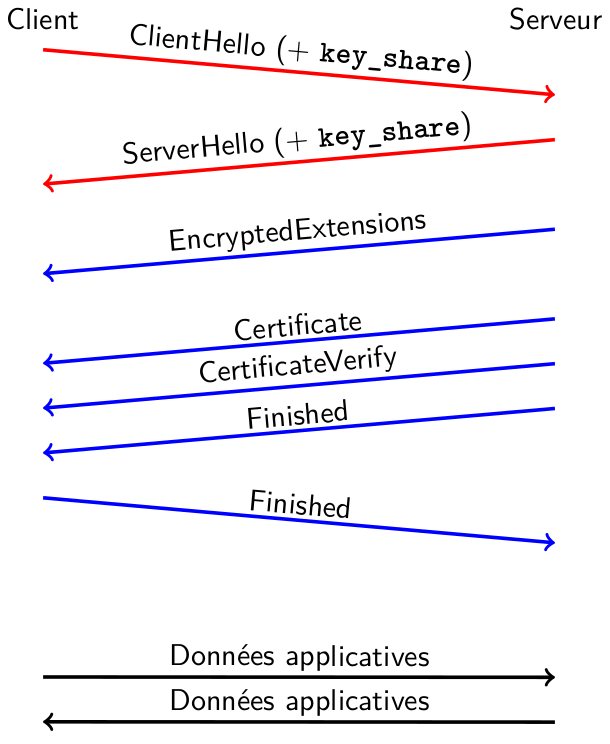 Client
Serveur
ClientHello (+ key_share)
ServerHello (+ key_share)
EncryptedExtensions
Certificate
CertificateVerify
Finished
Finished
Données applicatives
Données applicatives